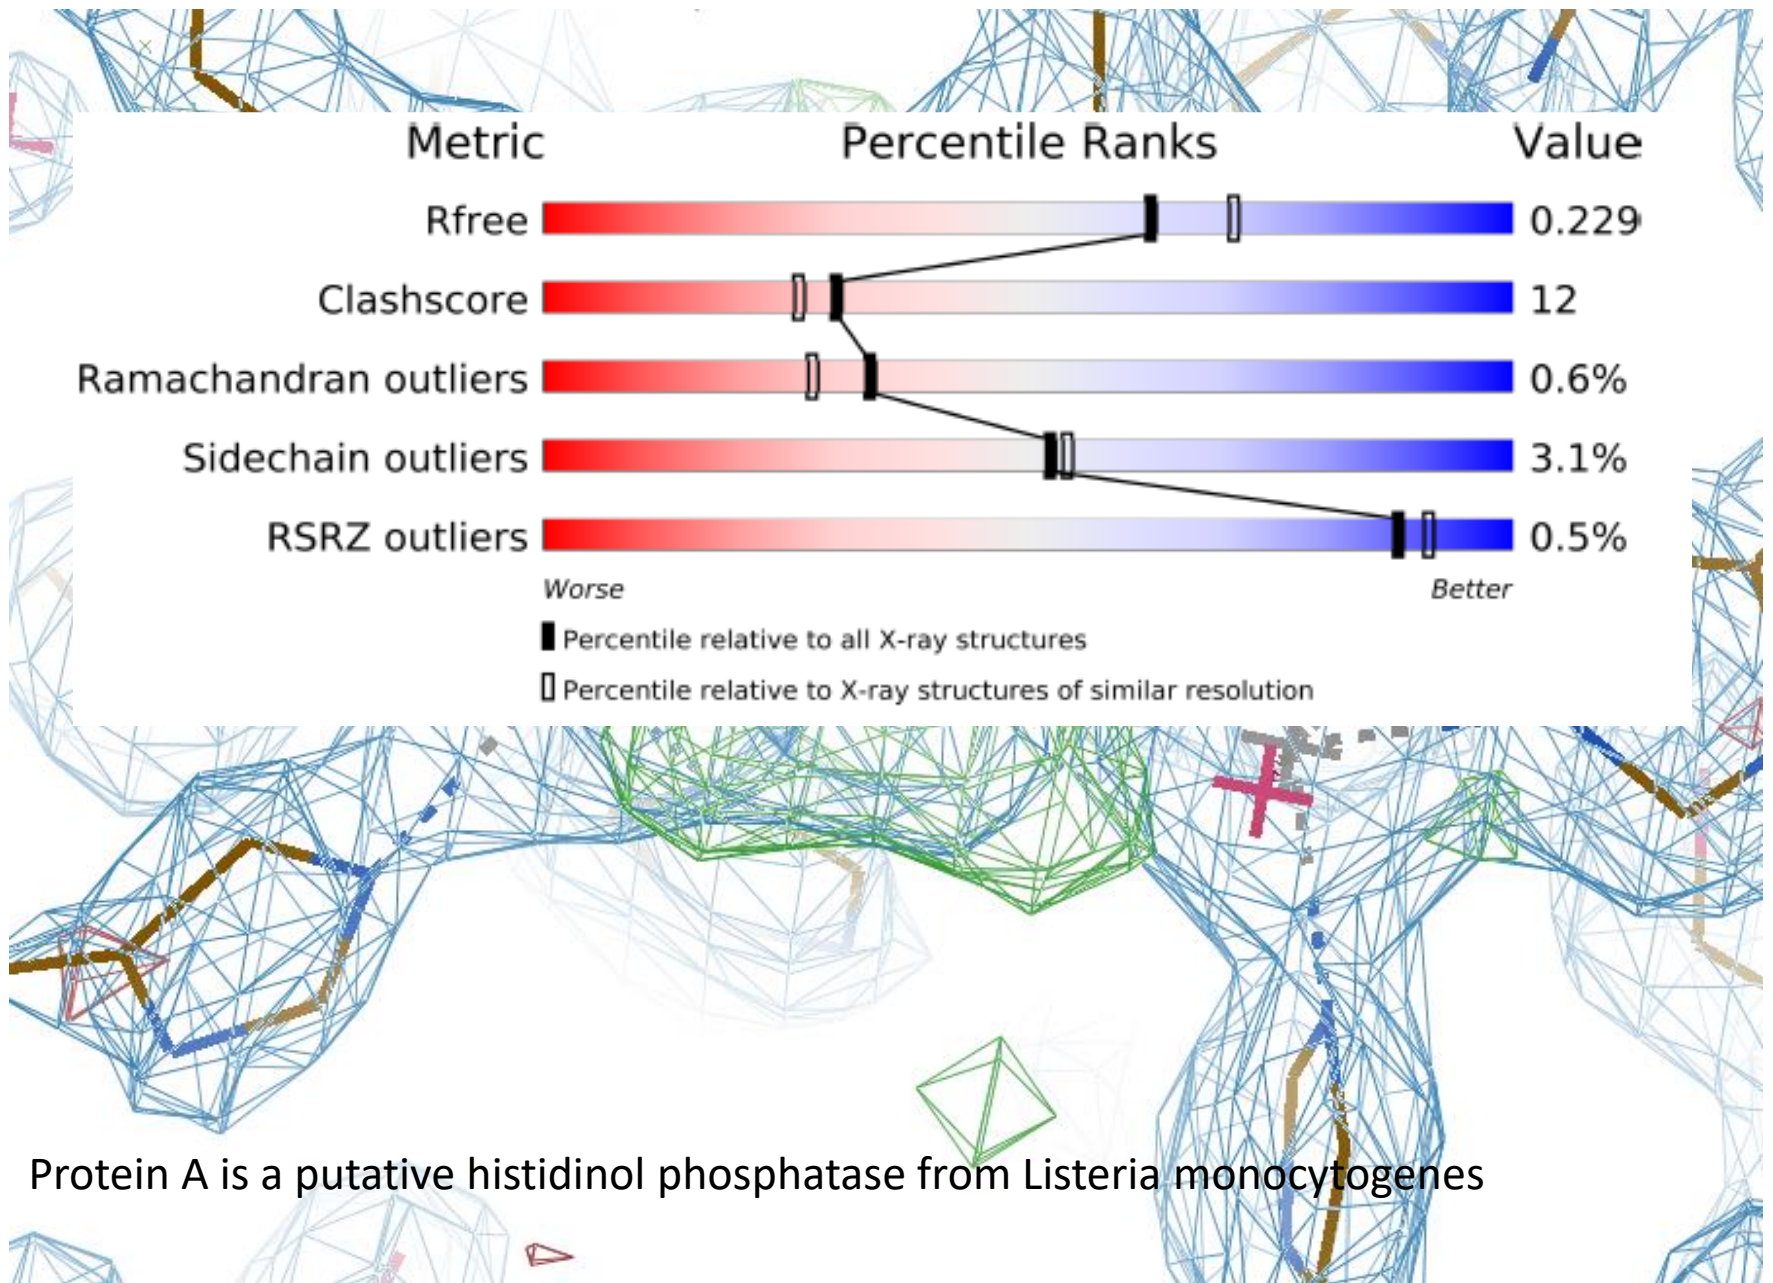 Metric Percentile Ranks Value
Rfree 0.229
Clashscore 12
Ramachandran outliers 0.6%
Sidechain outliers 3.1%
RSRZ outliers 0.5%
Worse Better
Percentile relative to all X-ray structures
Percentile relative to X-ray structures of similar resolution
Protein A is a putative histidinol phosphatase from Listeria monocytogenes